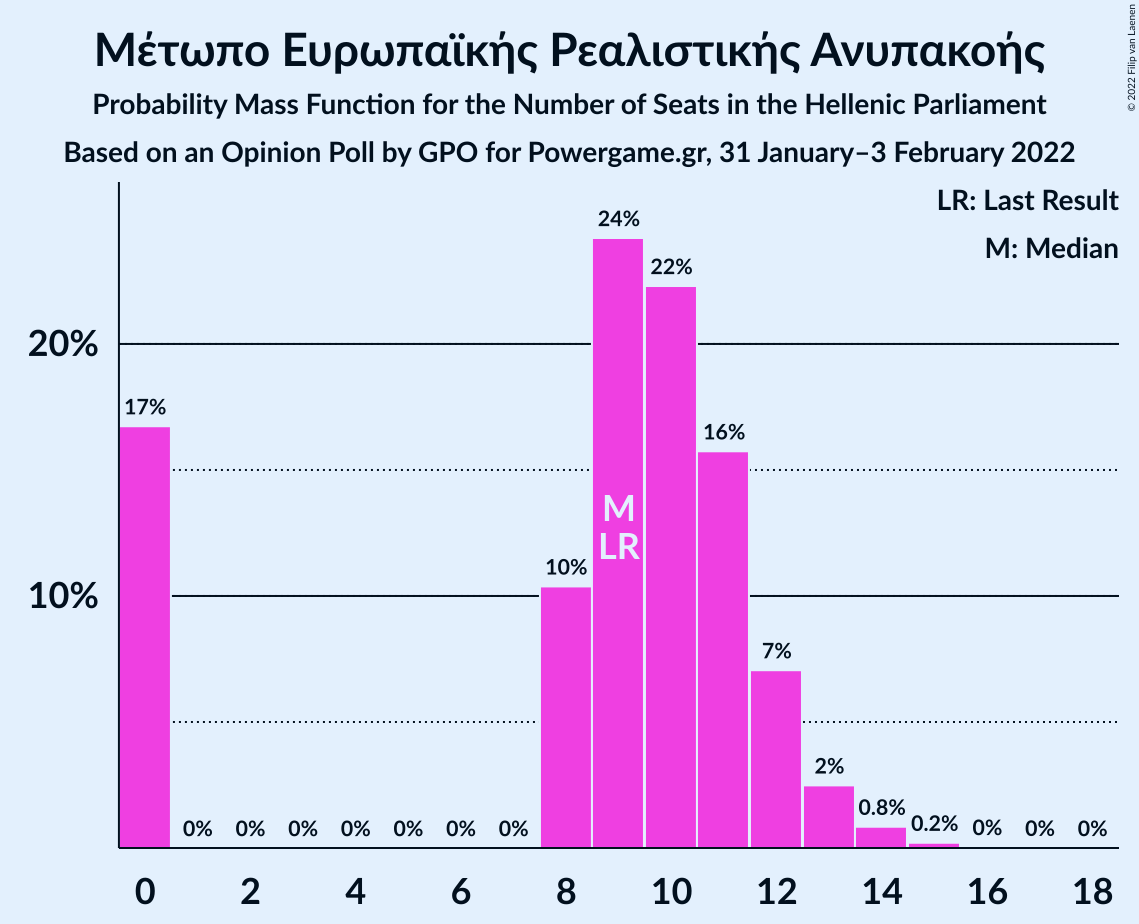 Μέτωπο Ευρωπαϊκής Ρεαλιστικής Ανυπακοής
Probability Mass Function for the Number of Seats in the Hellenic Parliament
Based on an Opinion Poll by GPO for Powergame.gr, 31 January–3 February 2022
© 2022 Filip van Laenen
LR: Last Result
M: Median
20%
10%
17%
0%
0%
0%
0%
0%
0%
0%
10%
24%
22%
16%
7%
2%
0.8%
0.2%
0%
0%
0%
M
LR
0 2 4 6 8 10 12 14 16 18